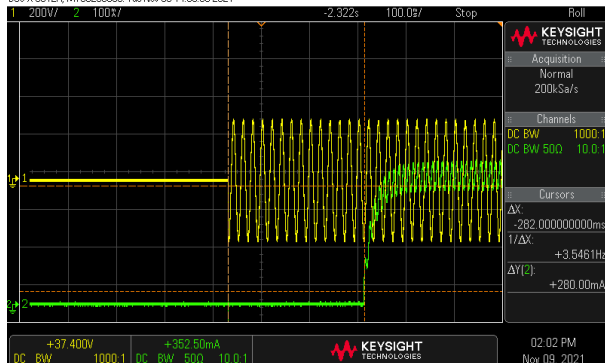 1 200V/ 2 100%/ -2.322s 100.0s/ Stop Roll
KEYSIGHT
TECHNOLOGIES
Acquisition
Normal
200kSa/s
Channels
DC BW 1000:1
DC BW 50Ω 10.0:1
Cursors
ΔX:
-282.000000000ms
1/ΔX:
+3.5461Hz
ΔY(2):
+280.00mA
1
2
+37.400V
DC BW 1000:1
+352.50mA
DC BW 50Ω 10.0:1
KEYSIGHT
TECHNOLOGIES
02:02 PM
Nov 09, 2021